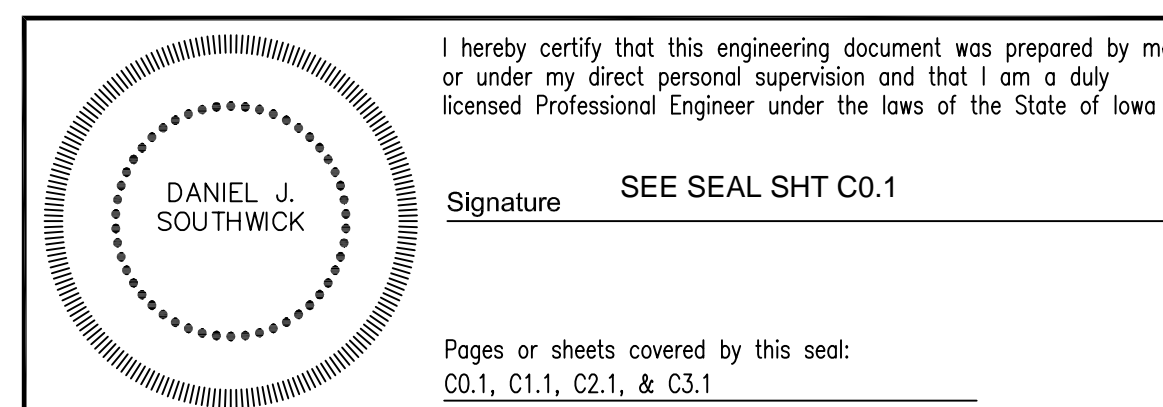 DANIEL J.
SOUTHWICK
I hereby certify that this engineering document was prepared by
or under my direct personal supervision and that I am a duly
licensed Professional Engineer under the laws of the State of Iowa
Signature SEE SEAL SHT C0.1
Pages or sheets covered by this seal:
C0.1, C1.1, C2.1, & C3.1